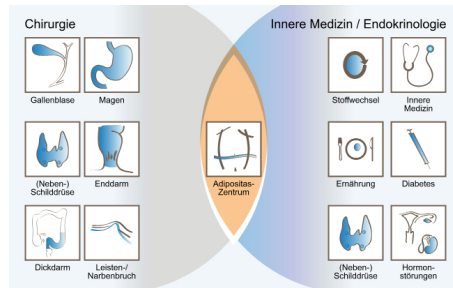 Chirurgie
Innere Medizin / Endokrinologie
Gallenblase
Magen
Stoffwechsel
Innere
Medizin
(Neben-)
Schilddrüse
Enddarm
Adipositas-
Zentrum
Ernährung
Diabetes
Dickdarm
Leisten-/
Narbenbruch
(Neben-)
Schilddrüse
Hormon-
störungen